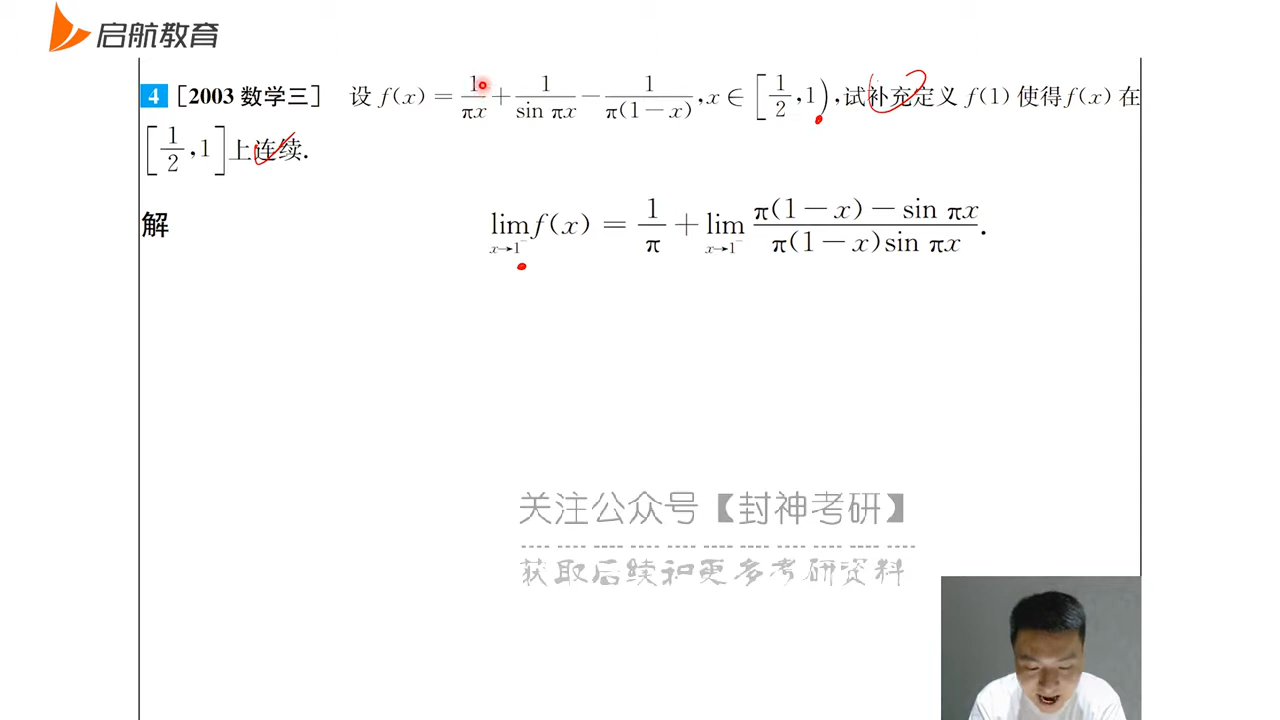 启航教育
4 [2003 数学三] 设 f(x) = 1/(πx) + 1/(sin πx) − 1/(π(1−x)), x ∈ [1/2, 1), 试补充定义 f(1) 使得 f(x) 在
[1/2, 1] 上连续.
解 lim_{x→1⁻} f(x) = 1/π + lim_{x→1⁻} (π(1−x) − sin πx)/(π(1−x)sin πx).
关注公众号【封神考研】
获取后续和更多考研资料